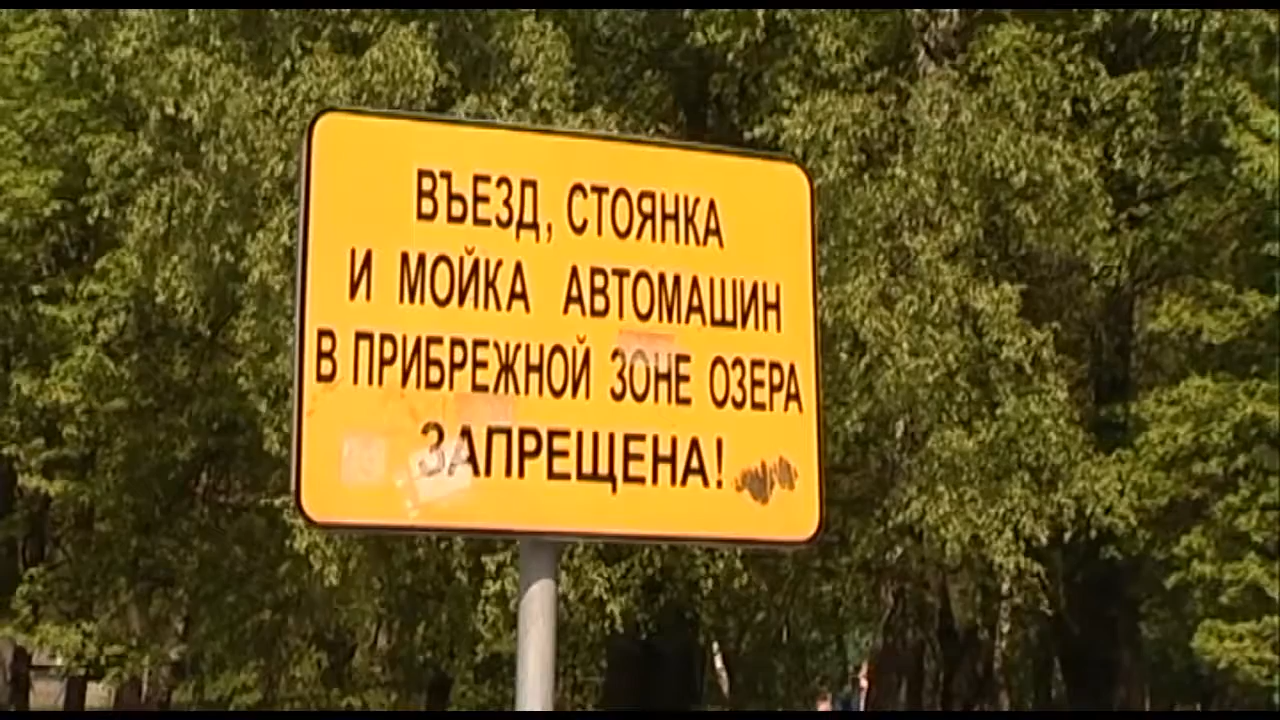 ВЪЕЗД, СТОЯНКА
И МОЙКА АВТОМАШИН
В ПРИБРЕЖНОЙ ЗОНЕ ОЗЕРА
ЗАПРЕЩЕНА!